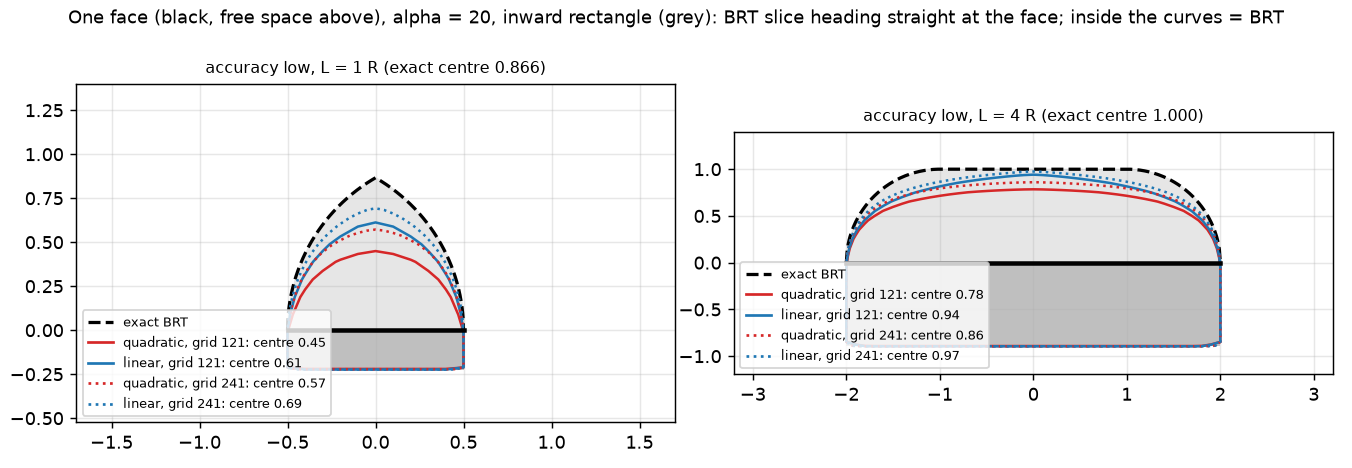 One face (black, free space above), alpha = 20, inward rectangle (grey): BRT slice heading straight at the face; inside the curves = BRT
accuracy low, L = 1 R (exact centre 0.866)
1.25
1.00
0.75
0.50
0.25
0.00
−0.25
−0.50
exact BRT
quadratic, grid 121: centre 0.45
linear, grid 121: centre 0.61
quadratic, grid 241: centre 0.57
linear, grid 241: centre 0.69
−1.5
−1.0
−0.5
0.0
0.5
1.0
1.5
accuracy low, L = 4 R (exact centre 1.000)
1.0
0.5
0.0
−0.5
−1.0
exact BRT
quadratic, grid 121: centre 0.78
linear, grid 121: centre 0.94
quadratic, grid 241: centre 0.86
linear, grid 241: centre 0.97
−3
−2
−1
0
1
2
3